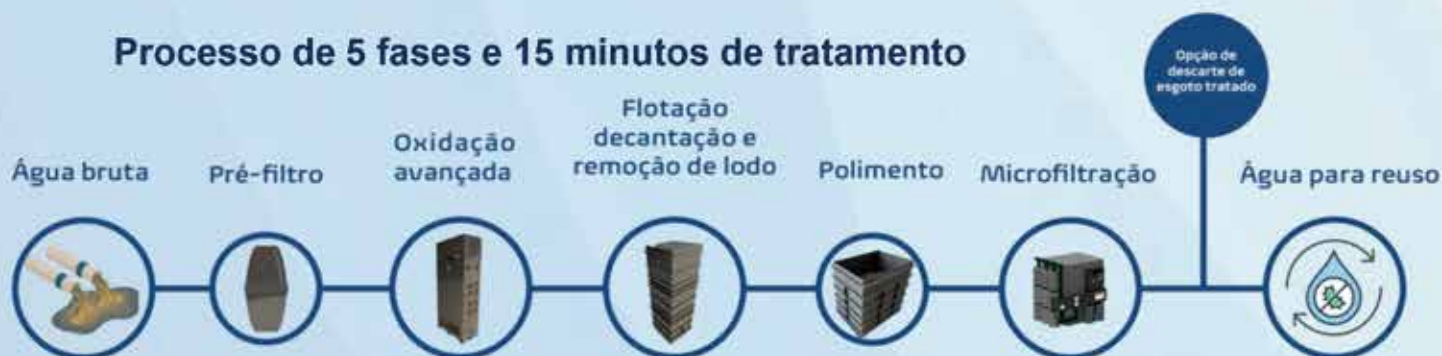 Processo de 5 fases e 15 minutos de tratamento
Opção de
descarte de
esgoto tratado
Água bruta
Pré-filtro
Oxidação
avançada
Flotação
decantação e
remoção de lodo
Polimento
Microfiltração
Água para reuso